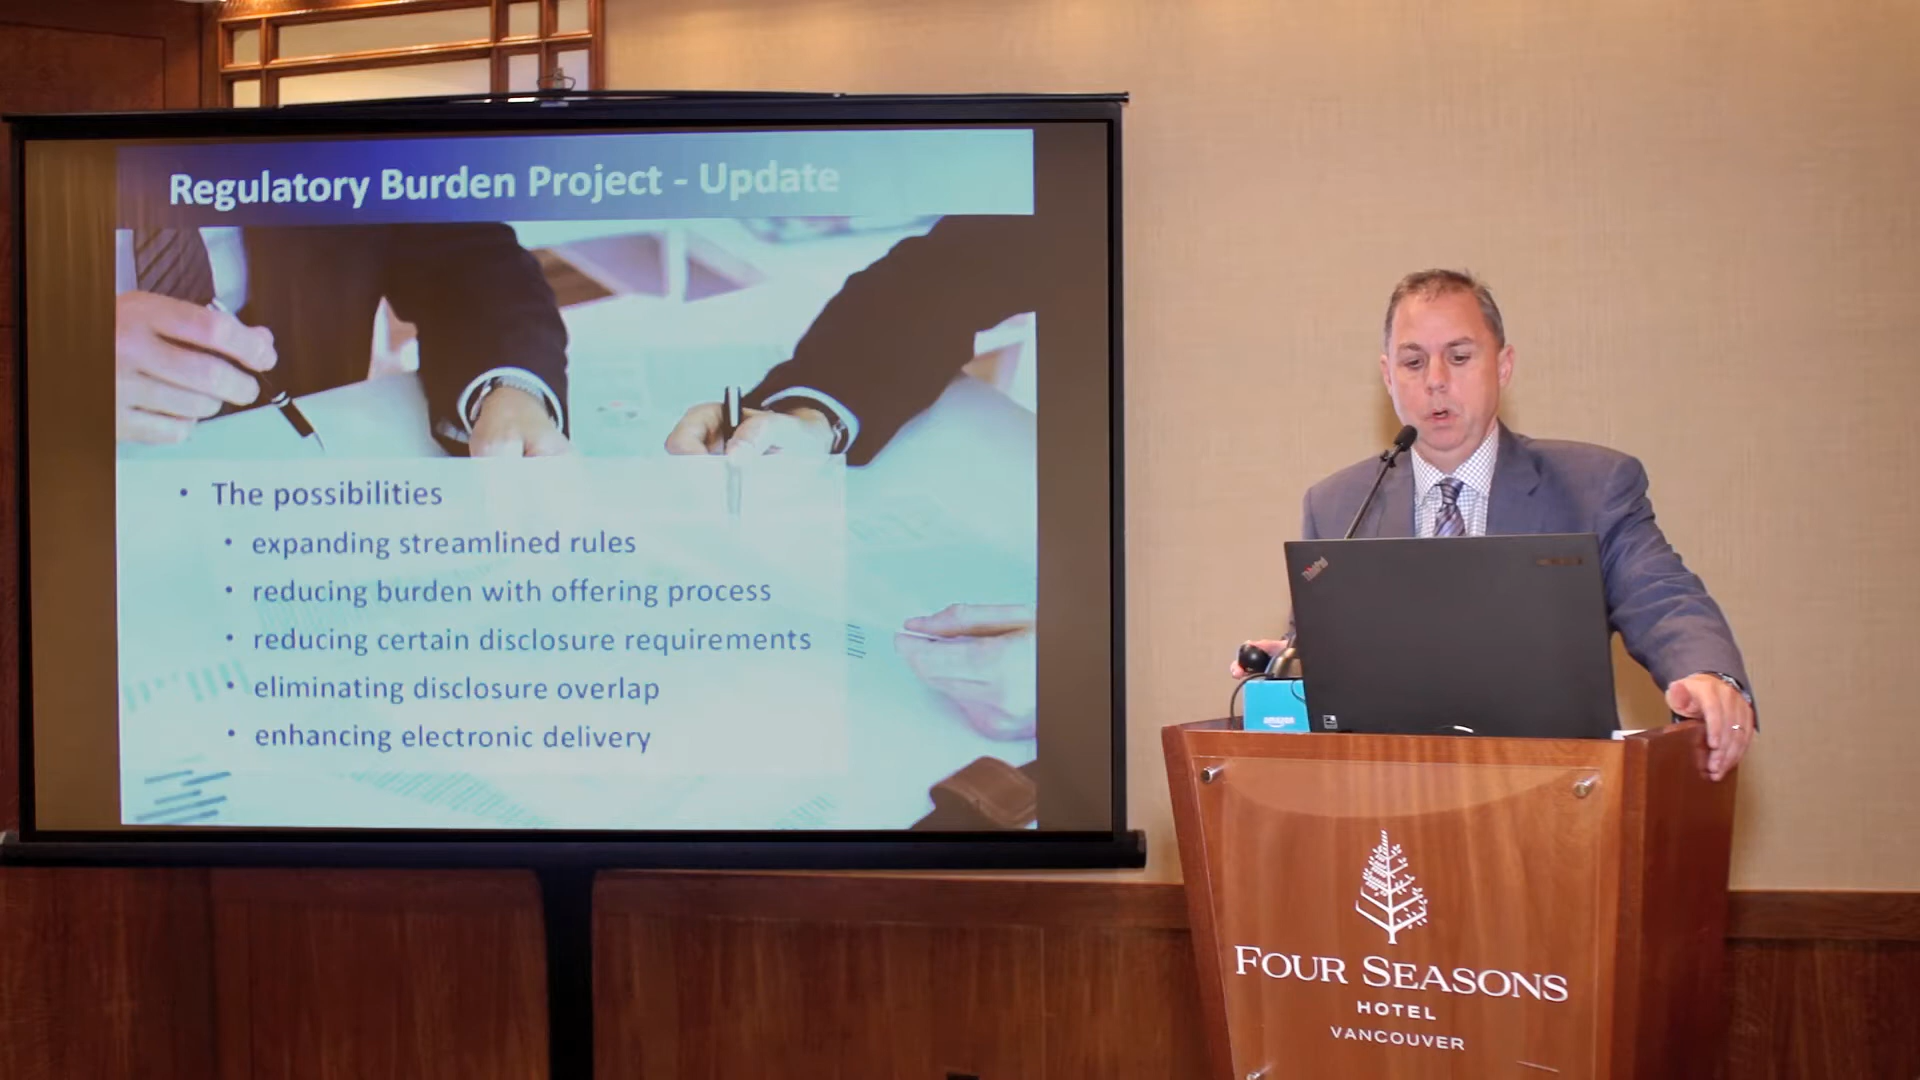 Regulatory Burden Project - Update
• The possibilities
• expanding streamlined rules
• reducing burden with offering process
• reducing certain disclosure requirements
• eliminating disclosure overlap
• enhancing electronic delivery
ThinkPad
amazon
FOUR SEASONS
HOTEL
VANCOUVER